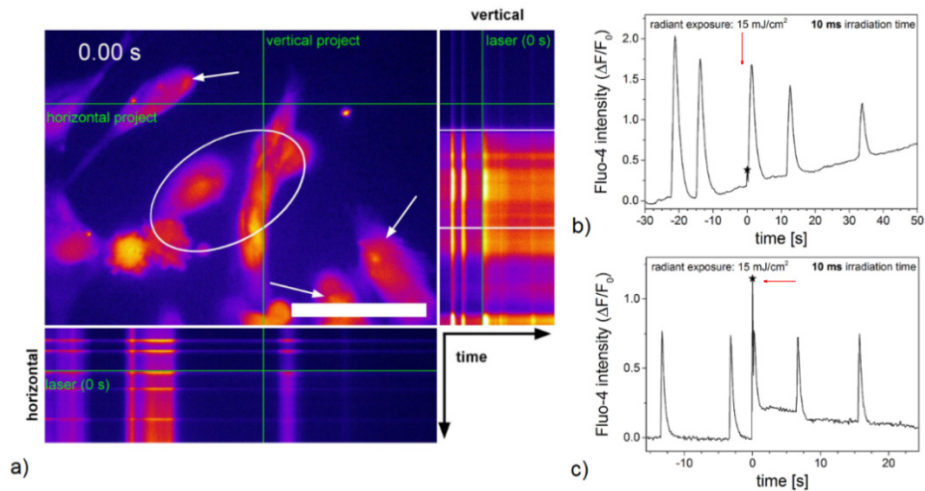 vertical
0.00 s
vertical project
laser (0 s)
horizontal project
horizontal
laser (0 s)
time
a)
b)
radiant exposure: 15 mJ/cm²
10 ms irradiation time
Fluo-4 intensity (ΔF/F₀)
2.0
1.5
1.0
0.5
0.0
-30 -20 -10 0 10 20 30 40 50
time [s]
c)
radiant exposure: 15 mJ/cm²
10 ms irradiation time
Fluo-4 intensity (ΔF/F₀)
1.0
0.5
0.0
-10 0 10 20
time [s]